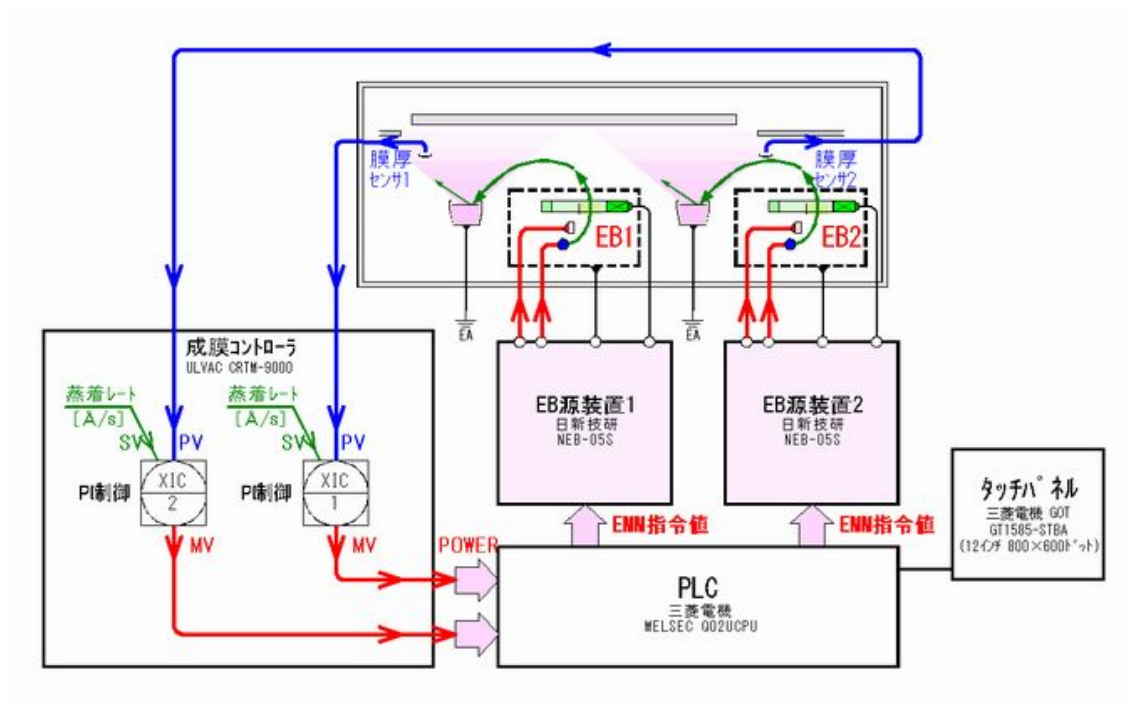 膜厚
センサ1
膜厚
センサ2
EB1
EB2
EA
EA
成膜コントローラ
ULVAC CRTM-9000
蒸着レート
[A/s]
SV
PV
蒸着レート
[A/s]
SV
PV
PI制御
XIC
2
PI制御
XIC
1
MV
MV
EB源装置1
日新技研
NEB-05S
EB源装置2
日新技研
NEB-05S
EMN指令値
EMN指令値
POWER
PLC
三菱電機
MELSEC Q02UCPU
タッチパネル
三菱電機 GOT
GT1585-STBA
(12インチ 800×600ドット)